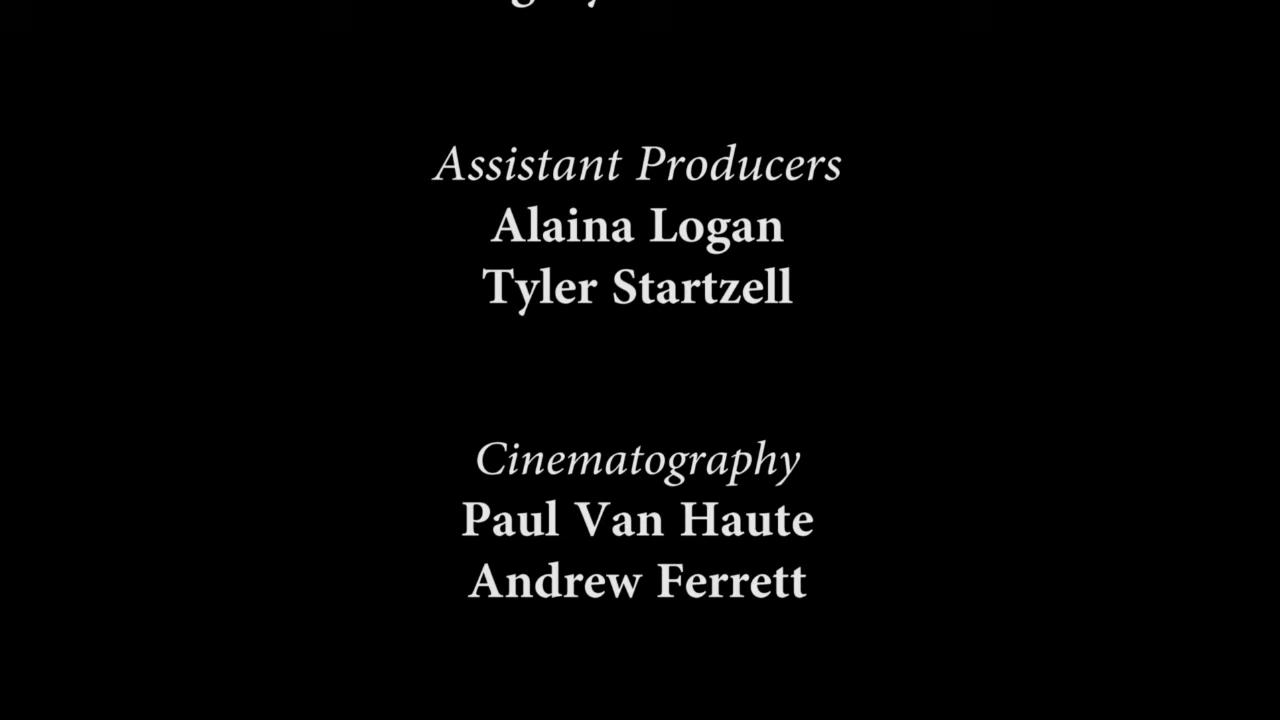 Assistant Producers
Alaina Logan
Tyler Startzell
Cinematography
Paul Van Haute
Andrew Ferrett